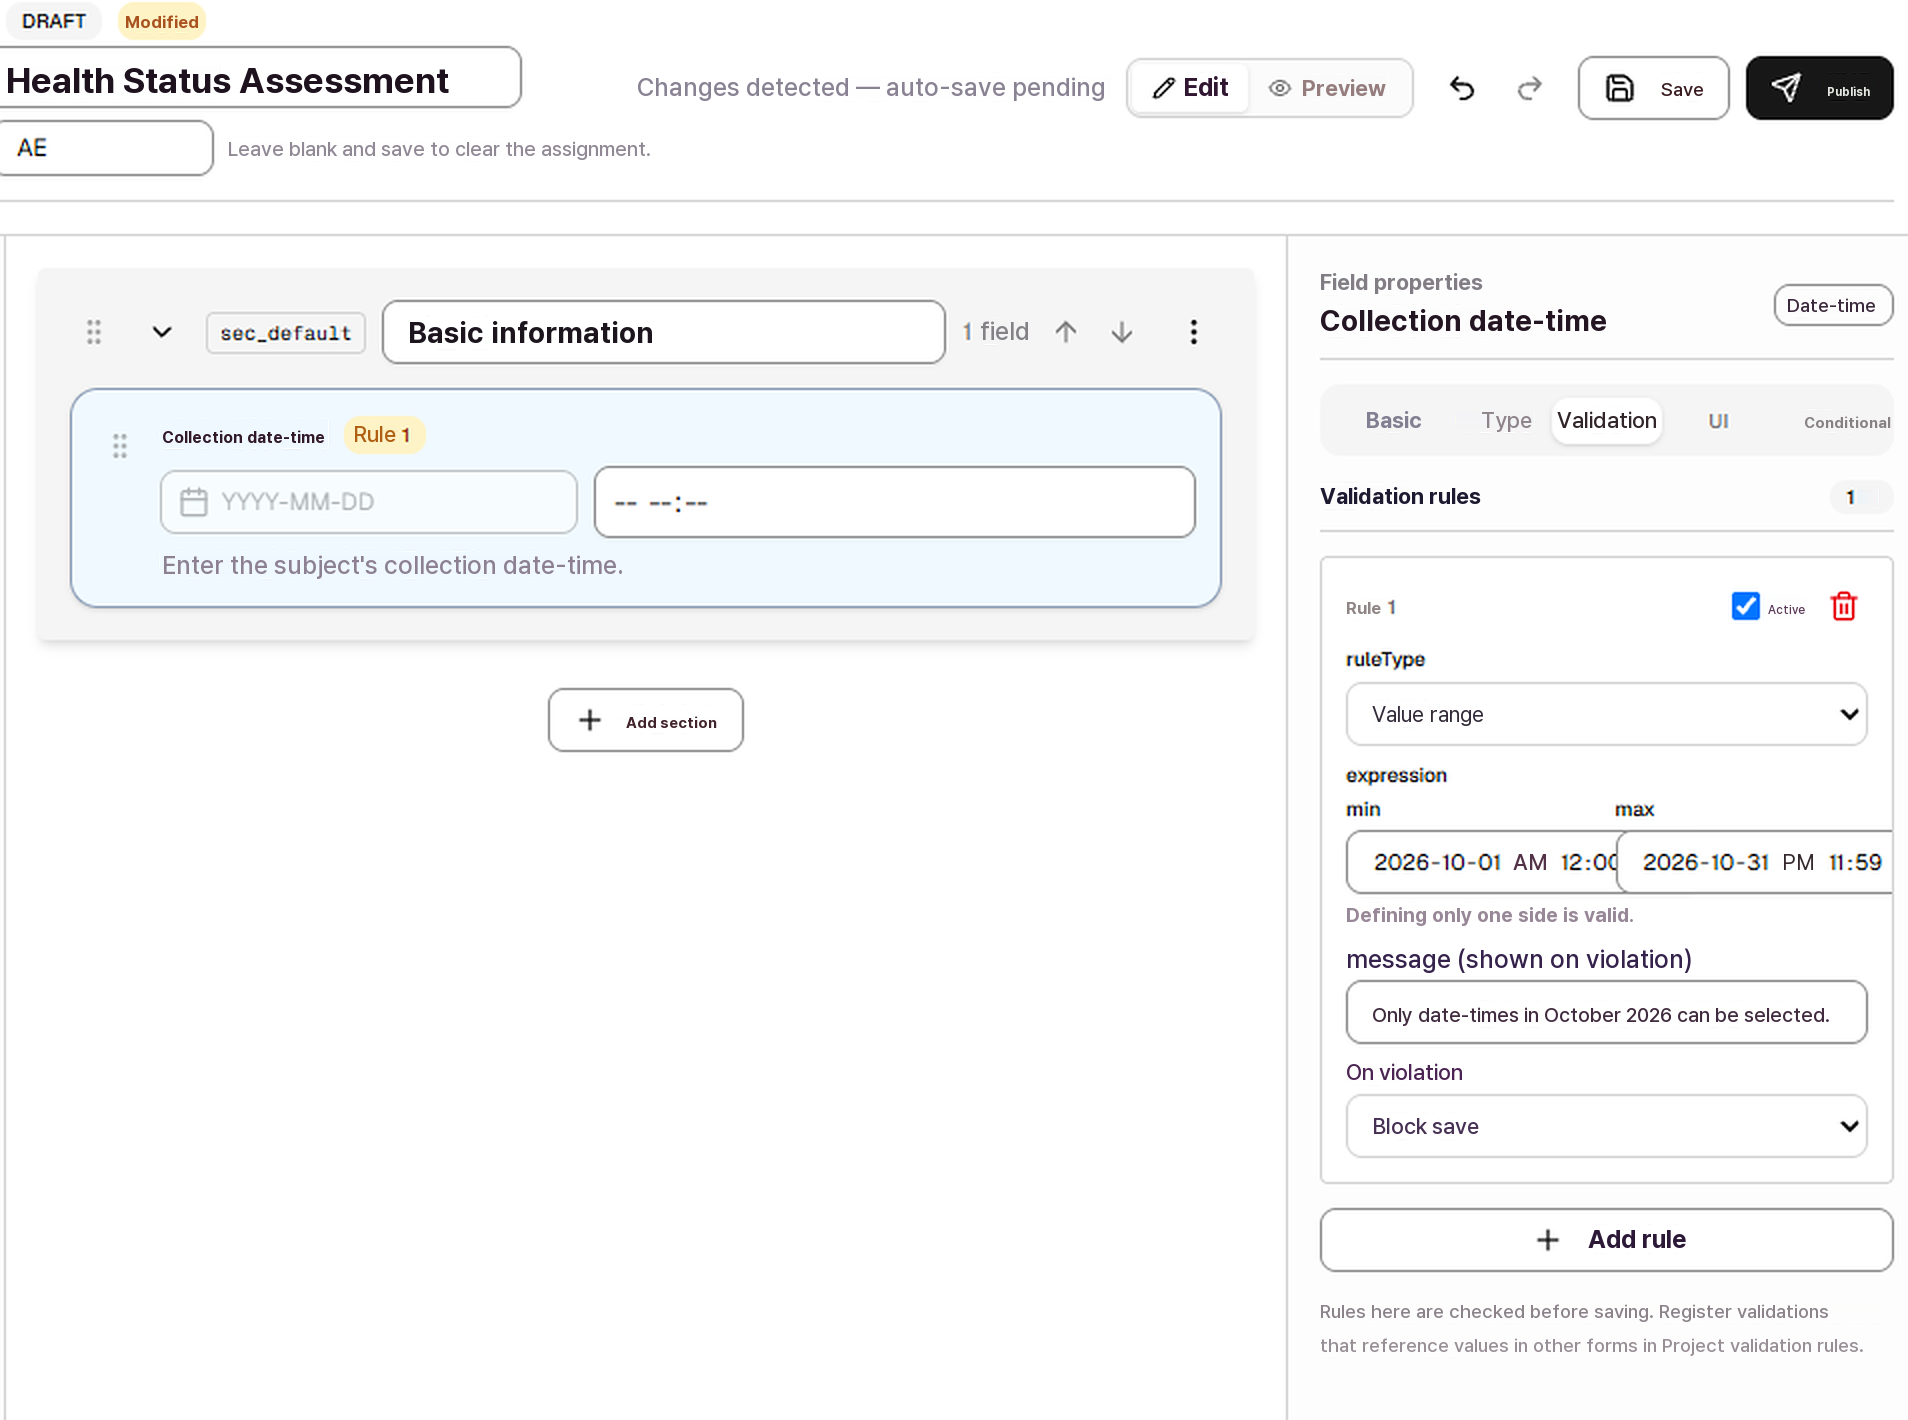 DRAFT
Modified
Health Status Assessment
Changes detected — auto-save pending
Edit
Preview
Save
Publish
AE
Leave blank and save to clear the assignment.
sec_default
Basic information
1 field
Collection date-time
Rule 1
YYYY-MM-DD
-- --:--
Enter the subject's collection date-time.
Add section
Field properties
Collection date-time
Date-time
Basic
Type
Validation
UI
Conditional
Validation rules
1
Rule 1
Active
ruleType
Value range
expression
min
max
2026-10-01 AM 12:00
2026-10-31 PM 11:59
Defining only one side is valid.
message (shown on violation)
Only date-times in October 2026 can be selected.
On violation
Block save
Add rule
Rules here are checked before saving. Register validations
that reference values in other forms in Project validation rules.